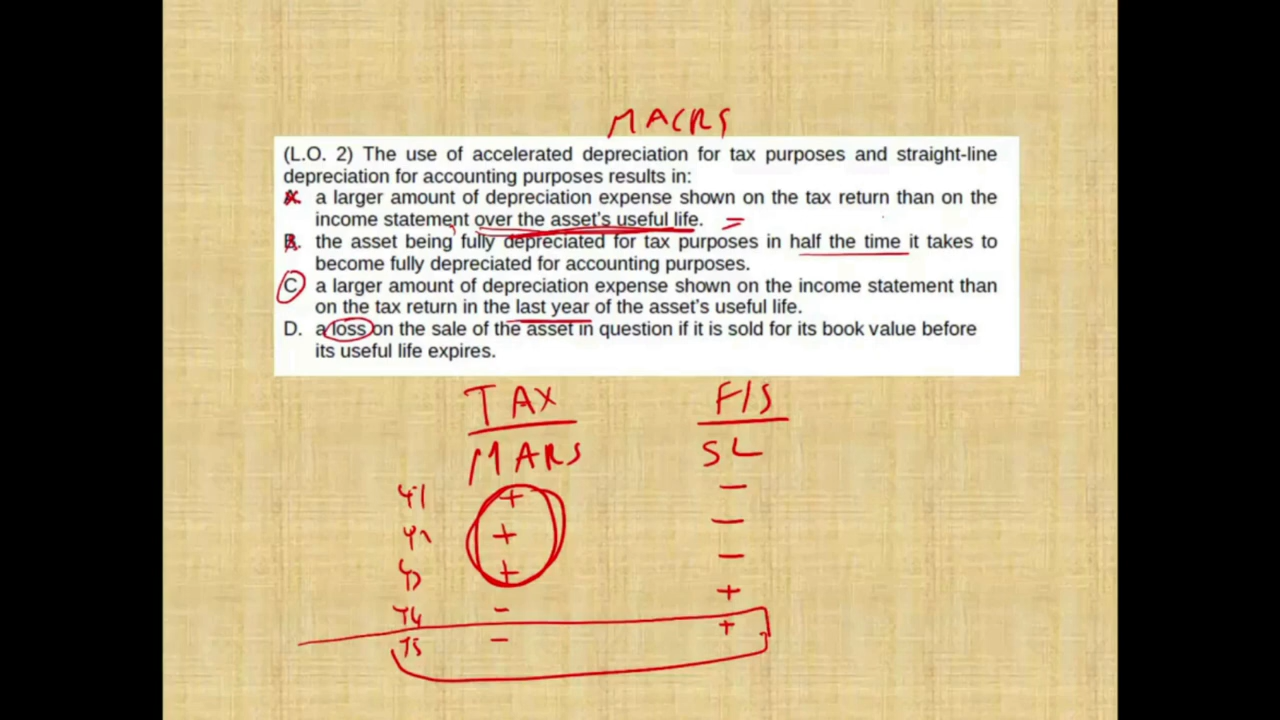 MACRS
(L.O. 2) The use of accelerated depreciation for tax purposes and straight-line
depreciation for accounting purposes results in:
A. a larger amount of depreciation expense shown on the tax return than on the
income statement over the asset's useful life. =
B. the asset being fully depreciated for tax purposes in half the time it takes to
become fully depreciated for accounting purposes.
C a larger amount of depreciation expense shown on the income statement than
on the tax return in the last year of the asset's useful life.
D. a loss on the sale of the asset in question if it is sold for its book value before
its useful life expires.
TAX F/S
MARS SL
Y1 + -
Y2 + -
Y3 + -
Y4 - +
Y5 - +